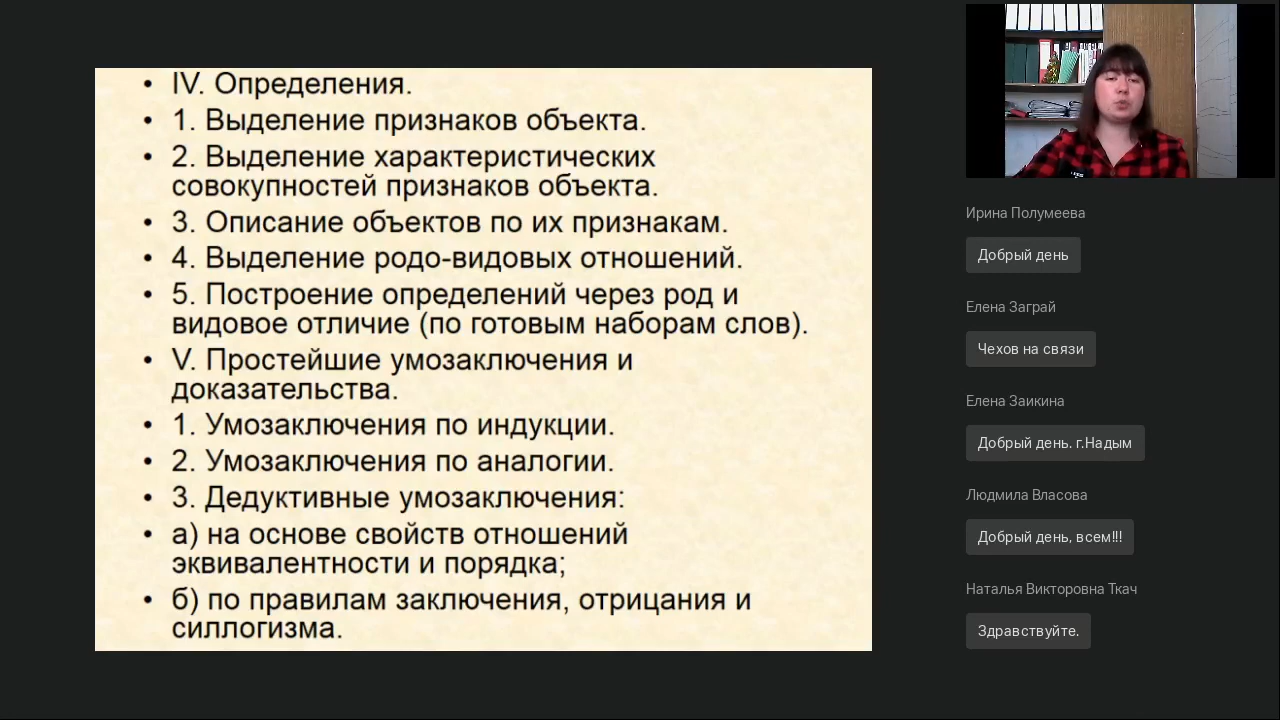 • IV. Определения.
• 1. Выделение признаков объекта.
• 2. Выделение характеристических
совокупностей признаков объекта.
• 3. Описание объектов по их признакам.
• 4. Выделение родо-видовых отношений.
• 5. Построение определений через род и
видовое отличие (по готовым наборам слов).
• V. Простейшие умозаключения и
доказательства.
• 1. Умозаключения по индукции.
• 2. Умозаключения по аналогии.
• 3. Дедуктивные умозаключения:
• а) на основе свойств отношений
эквивалентности и порядка;
• б) по правилам заключения, отрицания и
силлогизма.
Ирина Полумеева
Добрый день
Елена Заграй
Чехов на связи
Елена Заикина
Добрый день. г.Надым
Людмила Власова
Добрый день, всем!!!
Наталья Викторовна Ткач
Здравствуйте.